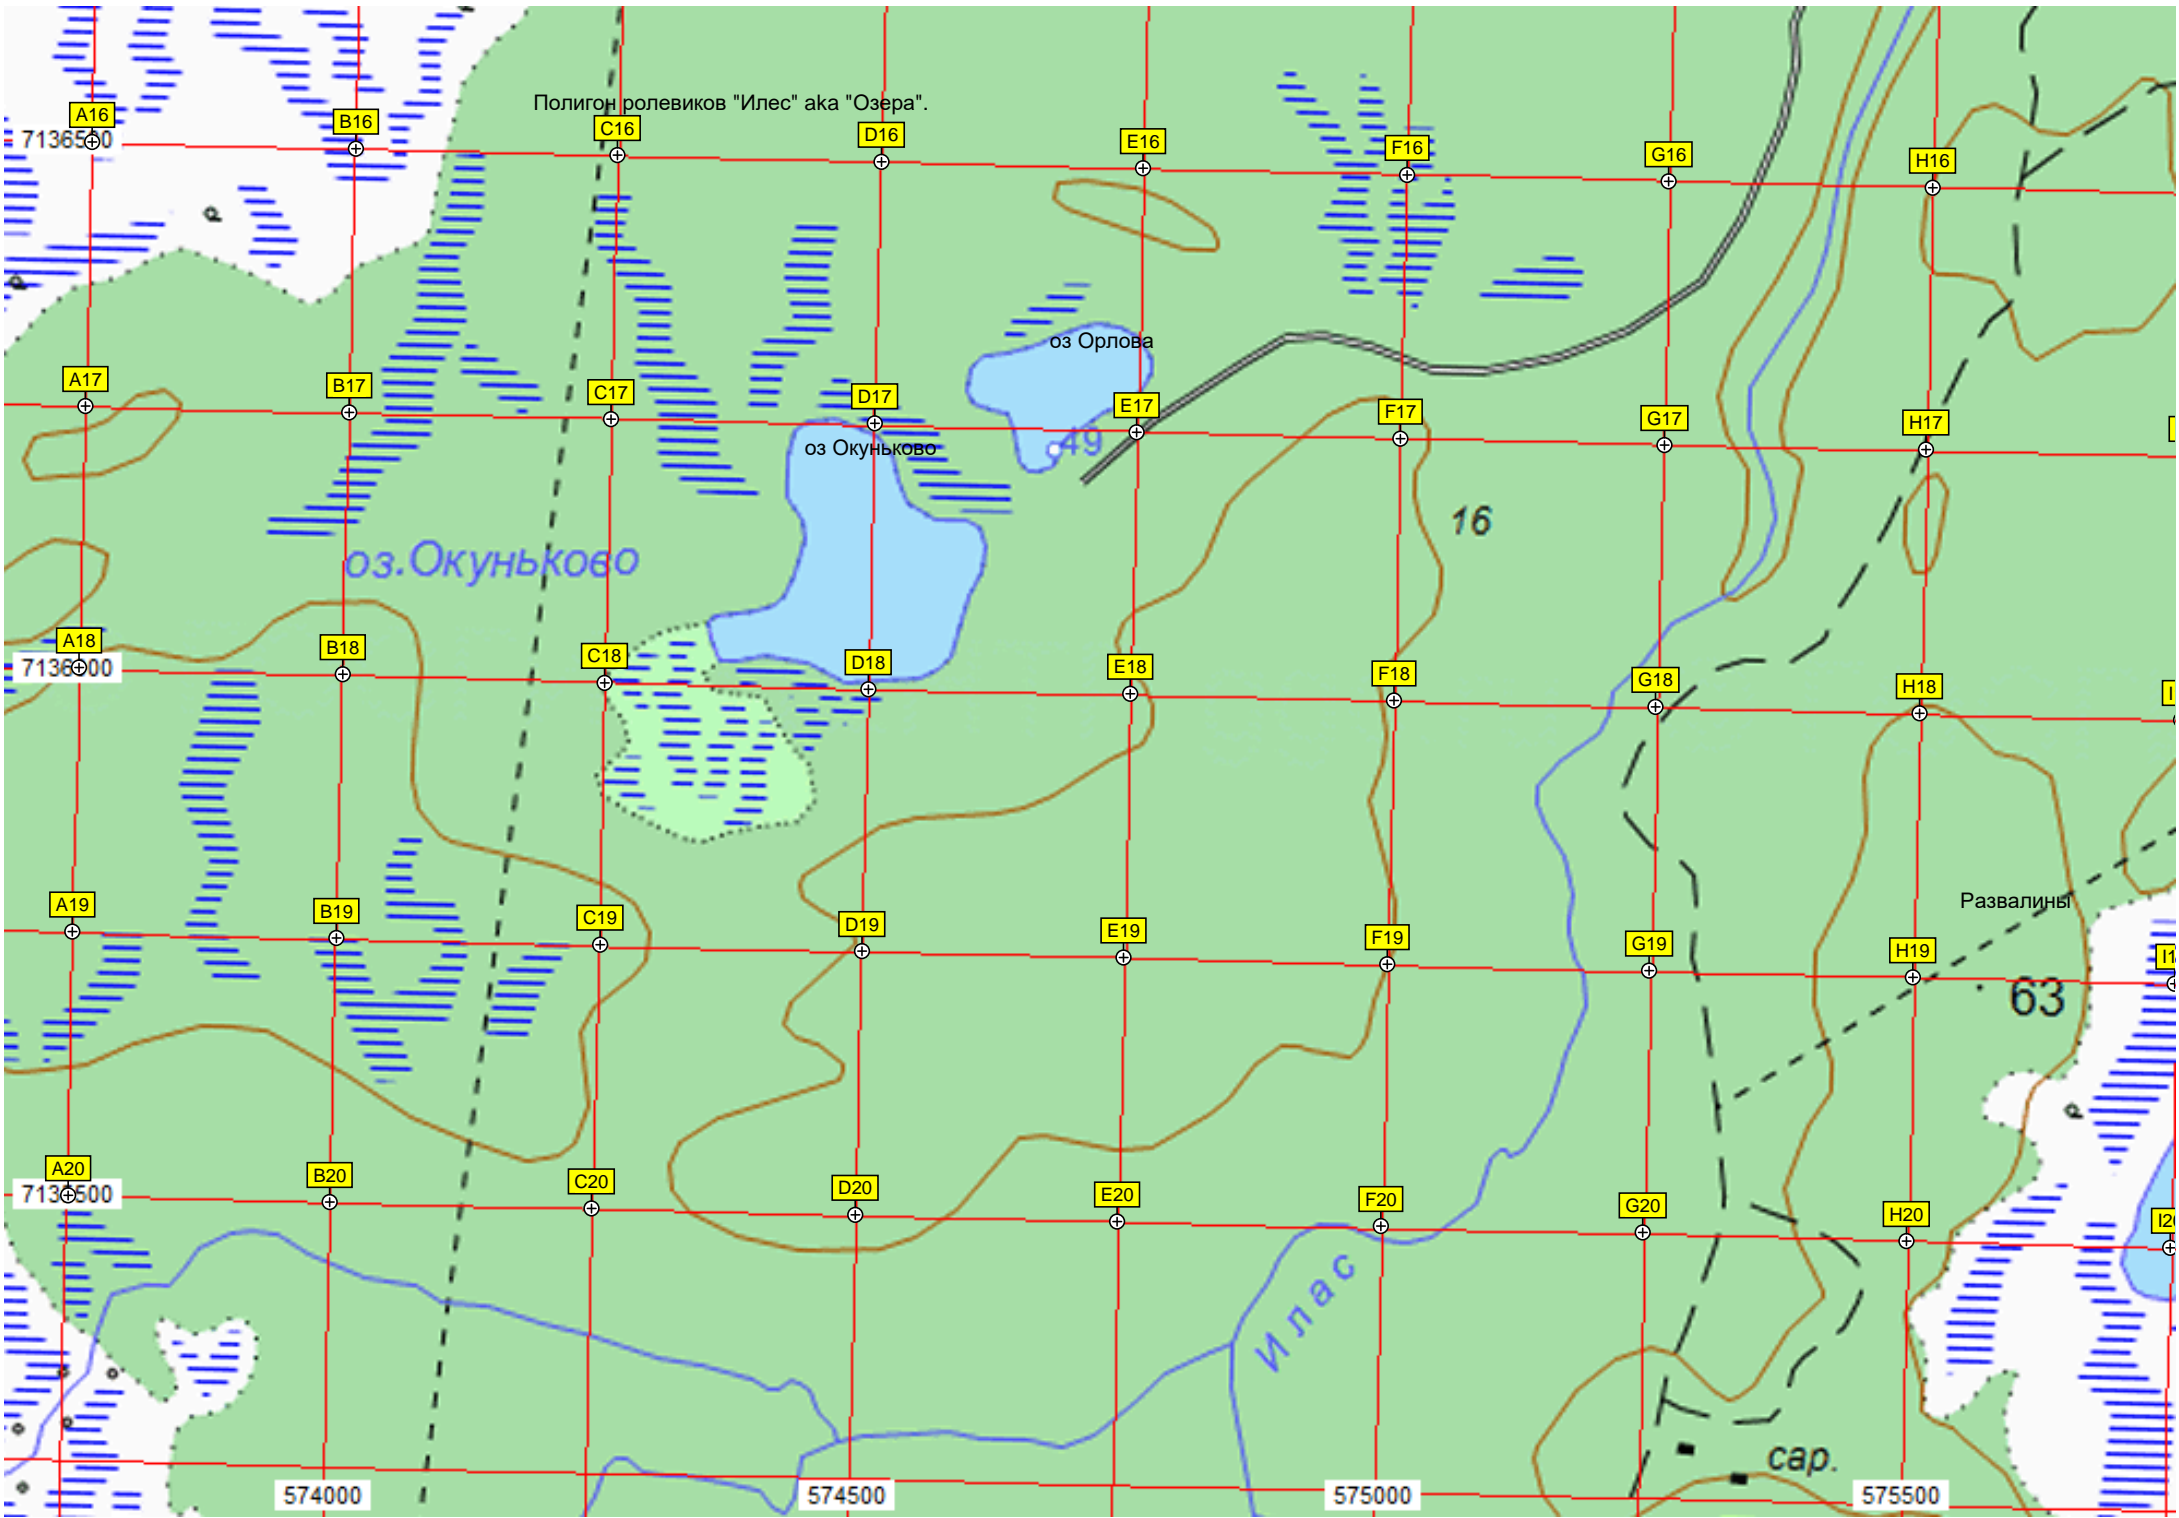 Полигон ролевиков "Илес" aka "Озера".
A16
B16
C16
D16
E16
F16
G16
H16
7136500
оз Орлова
A17
B17
C17
D17
E17
F17
G17
H17
49
оз Окуньково
16
оз.Окуньково
A18
B18
C18
D18
E18
F18
G18
H18
7136000
Развалины
A19
B19
C19
D19
E19
F19
G19
H19
63
A20
B20
C20
D20
E20
F20
G20
H20
7135500
Илас
сар.
574000
574500
575000
575500